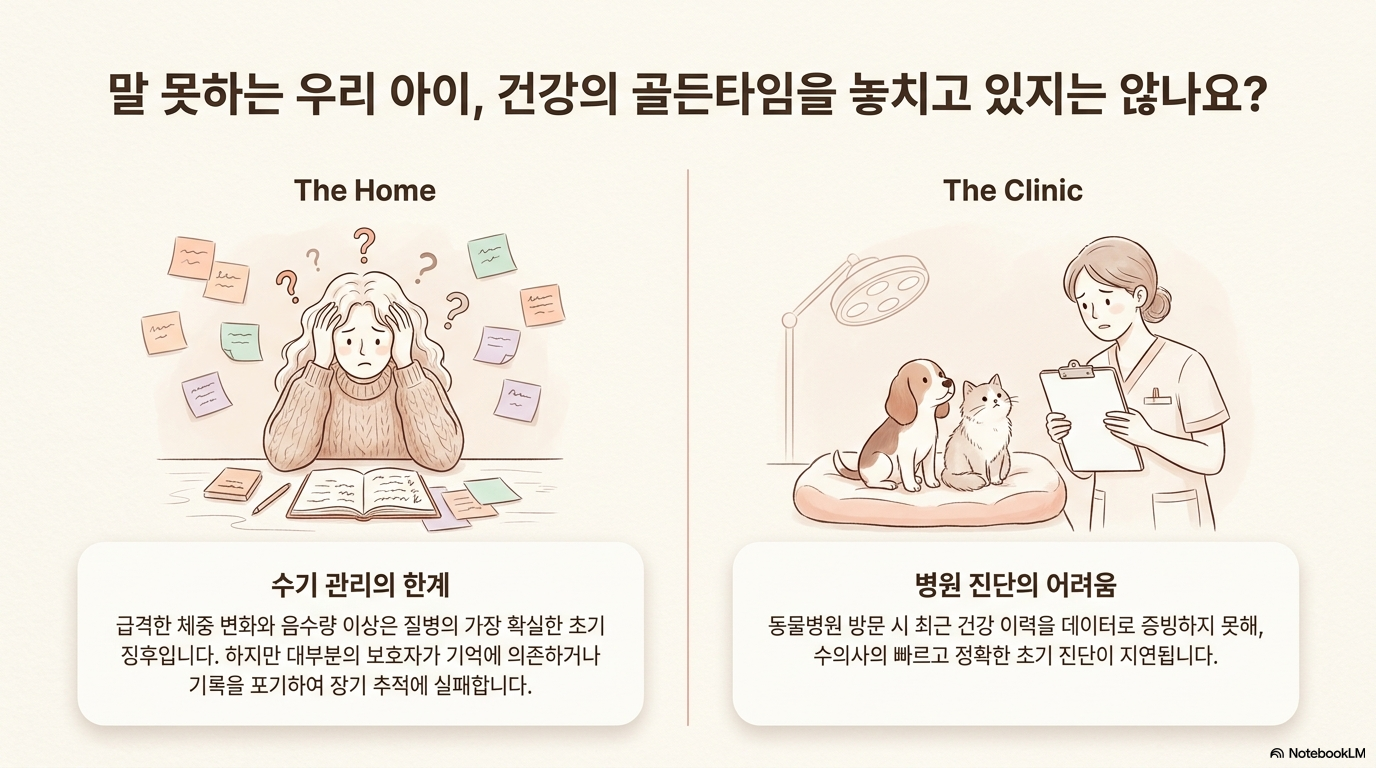 말 못하는 우리 아이, 건강의 골든타임을 놓치고 있지는 않나요?
The Home
? ? ? ? ?
수기 관리의 한계
급격한 체중 변화와 음수량 이상은 질병의 가장 확실한 초기
징후입니다. 하지만 대부분의 보호자가 기억에 의존하거나
기록을 포기하여 장기 추적에 실패합니다.
The Clinic
병원 진단의 어려움
동물병원 방문 시 최근 건강 이력을 데이터로 증빙하지 못해,
수의사의 빠르고 정확한 초기 진단이 지연됩니다.
NotebookLM